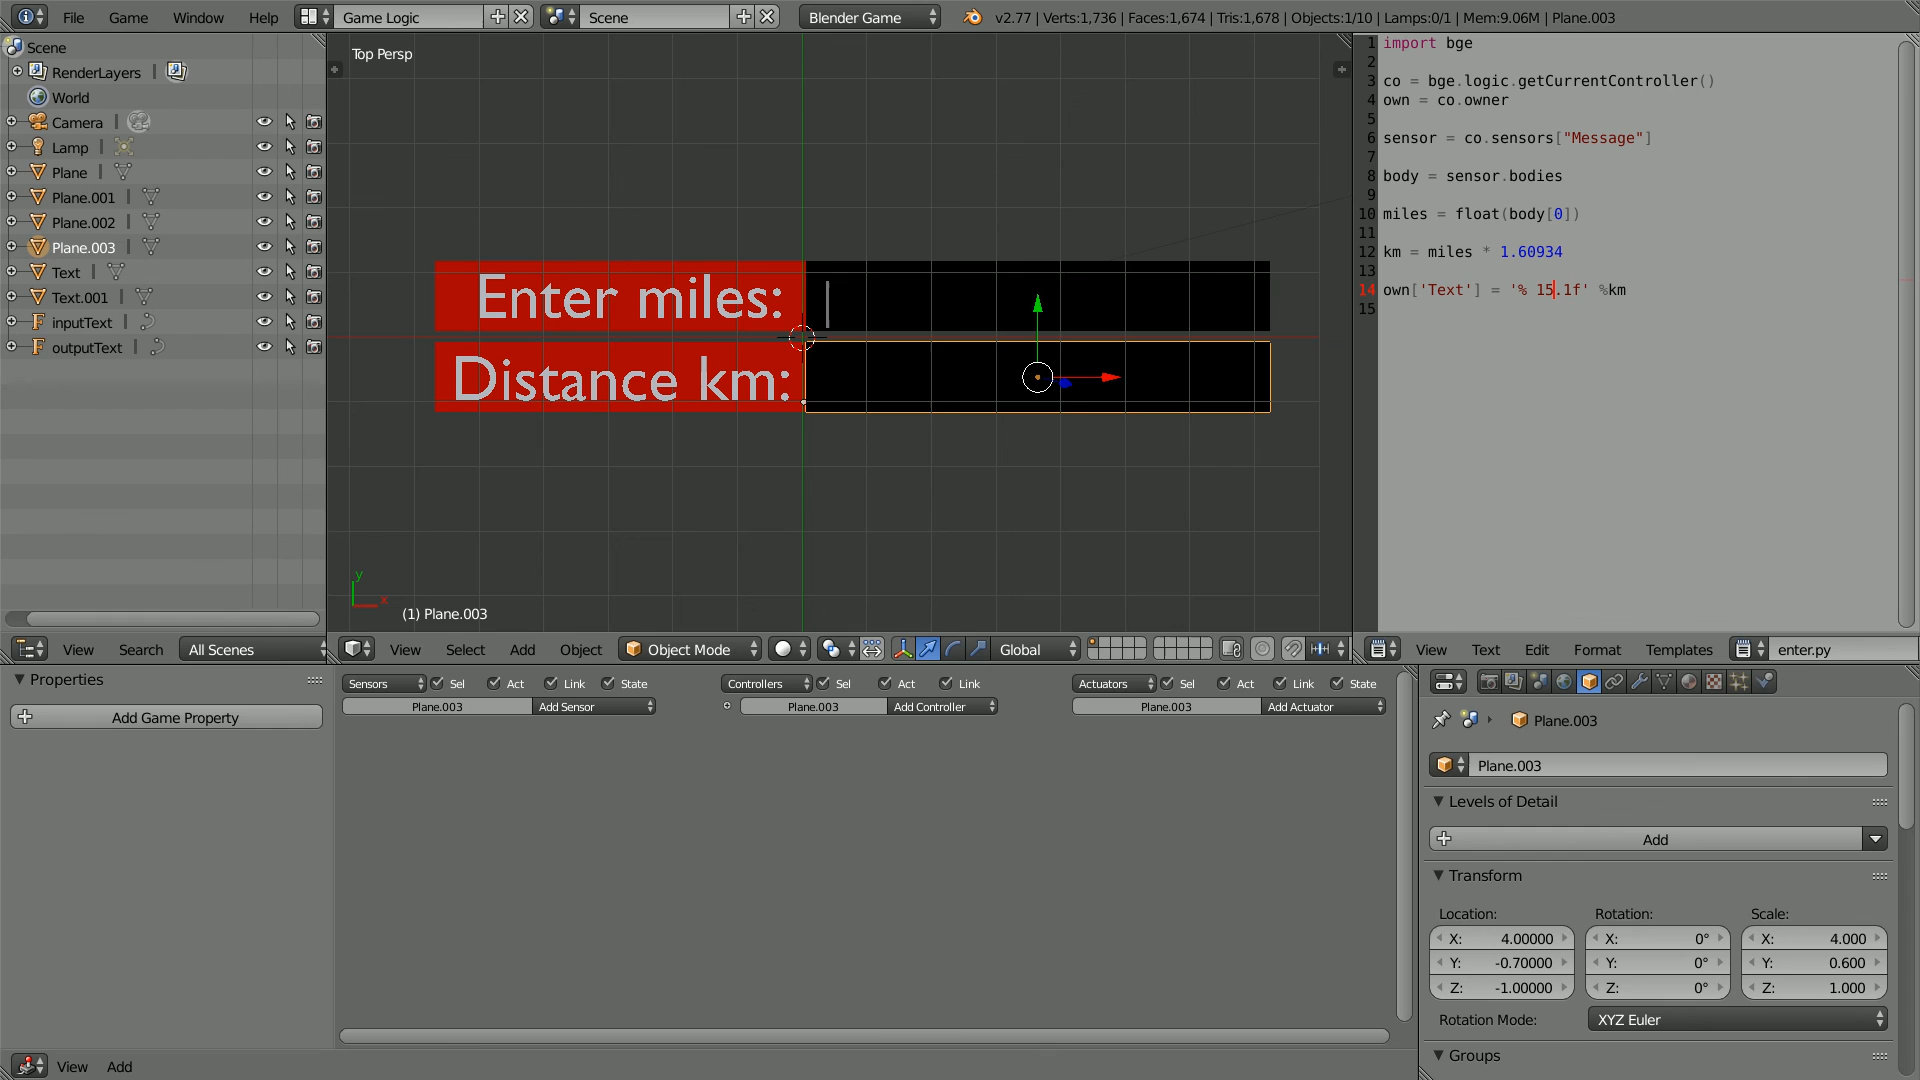 File Game Window Help Game Logic Scene Blender Game v2.77 | Verts:1,736 | Faces:1,674 | Tris:1,678 | Objects:1/10 | Lamps:0/1 | Mem:9.06M | Plane.003
Scene
RenderLayers |
World
Camera |
Lamp |
Plane |
Plane.001 |
Plane.002 |
Plane.003 |
Text |
Text.001 |
inputText |
outputText |
Top Persp
Enter miles:
Distance km:
y
x
(1) Plane.003
1 import bge
2
3 co = bge.logic.getCurrentController()
4 own = co.owner
5
6 sensor = co.sensors["Message"]
7
8 body = sensor.bodies
9
10 miles = float(body[0])
11
12 km = miles * 1.60934
13
14 own['Text'] = '% 15.1f' %km
15
View Search All Scenes
View Select Add Object Object Mode Global
View Text Edit Format Templates enter.py
Properties
Add Game Property
Sensors Sel Act Link State
Plane.003 Add Sensor
Controllers Sel Act Link
Plane.003 Add Controller
Actuators Sel Act Link State
Plane.003 Add Actuator
View Add
Plane.003
Plane.003
Levels of Detail
Add
Transform
Location: Rotation: Scale:
X: 4.00000 X: 0° X: 4.000
Y: -0.70000 Y: 0° Y: 0.600
Z: -1.00000 Z: 0° Z: 1.000
Rotation Mode: XYZ Euler
Groups